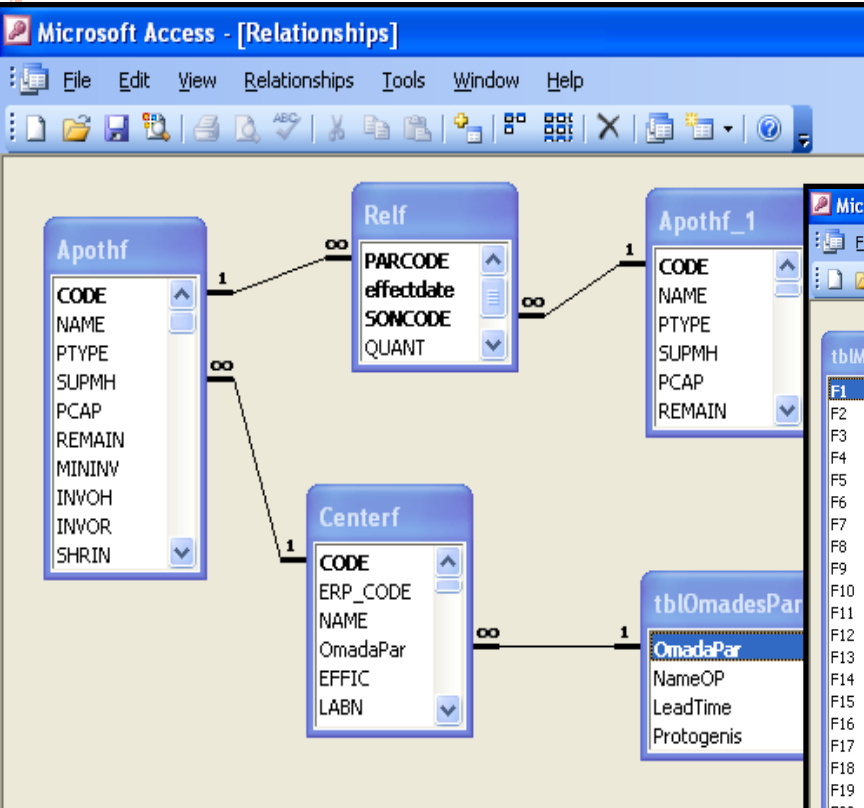 Microsoft Access - [Relationships]
File Edit View Relationships Tools Window Help
ABC
Apothf
CODE
NAME
PTYPE
SUPMH
PCAP
REMAIN
MININV
INVOH
INVOR
SHRIN
1
∞
Relf
PARCODE
effectdate
SONCODE
QUANT
∞
1
Apothf_1
CODE
NAME
PTYPE
SUPMH
PCAP
REMAIN
∞
1
Centerf
CODE
ERP_CODE
NAME
OmadaPar
EFFIC
LABN
∞
1
tblOmadesPar
OmadaPar
NameOP
LeadTime
Protogenis
Mic
tblM
F1
F2
F3
F4
F5
F6
F7
F8
F9
F10
F11
F12
F13
F14
F15
F16
F17
F18
F19